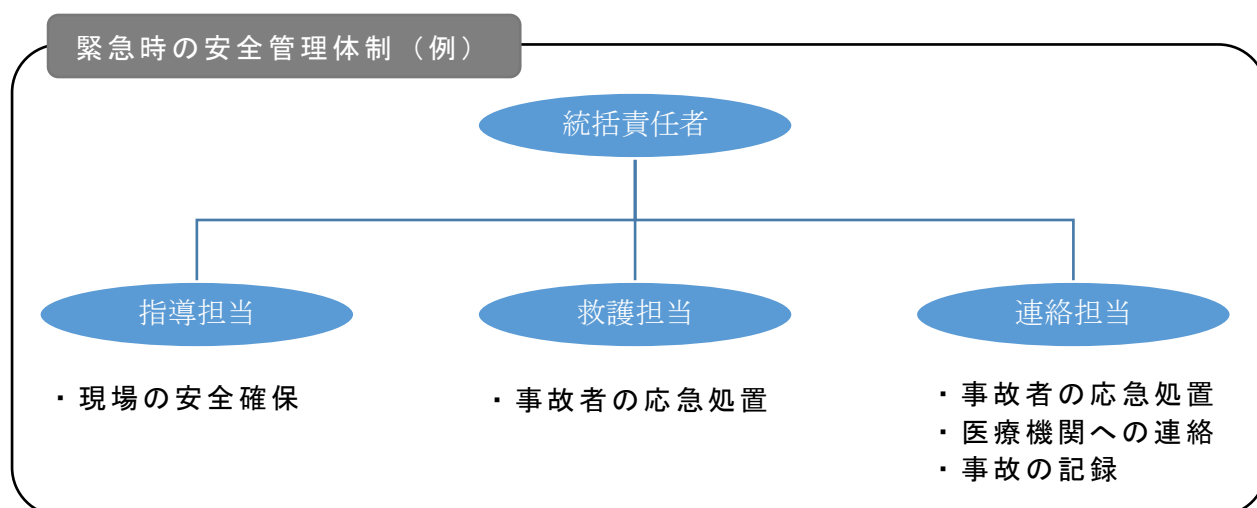 緊急時の安全管理体制（例）
統括責任者
指導担当
救護担当
連絡担当
・現場の安全確保
・事故者の応急処置
・事故者の応急処置
・医療機関への連絡
・事故の記録